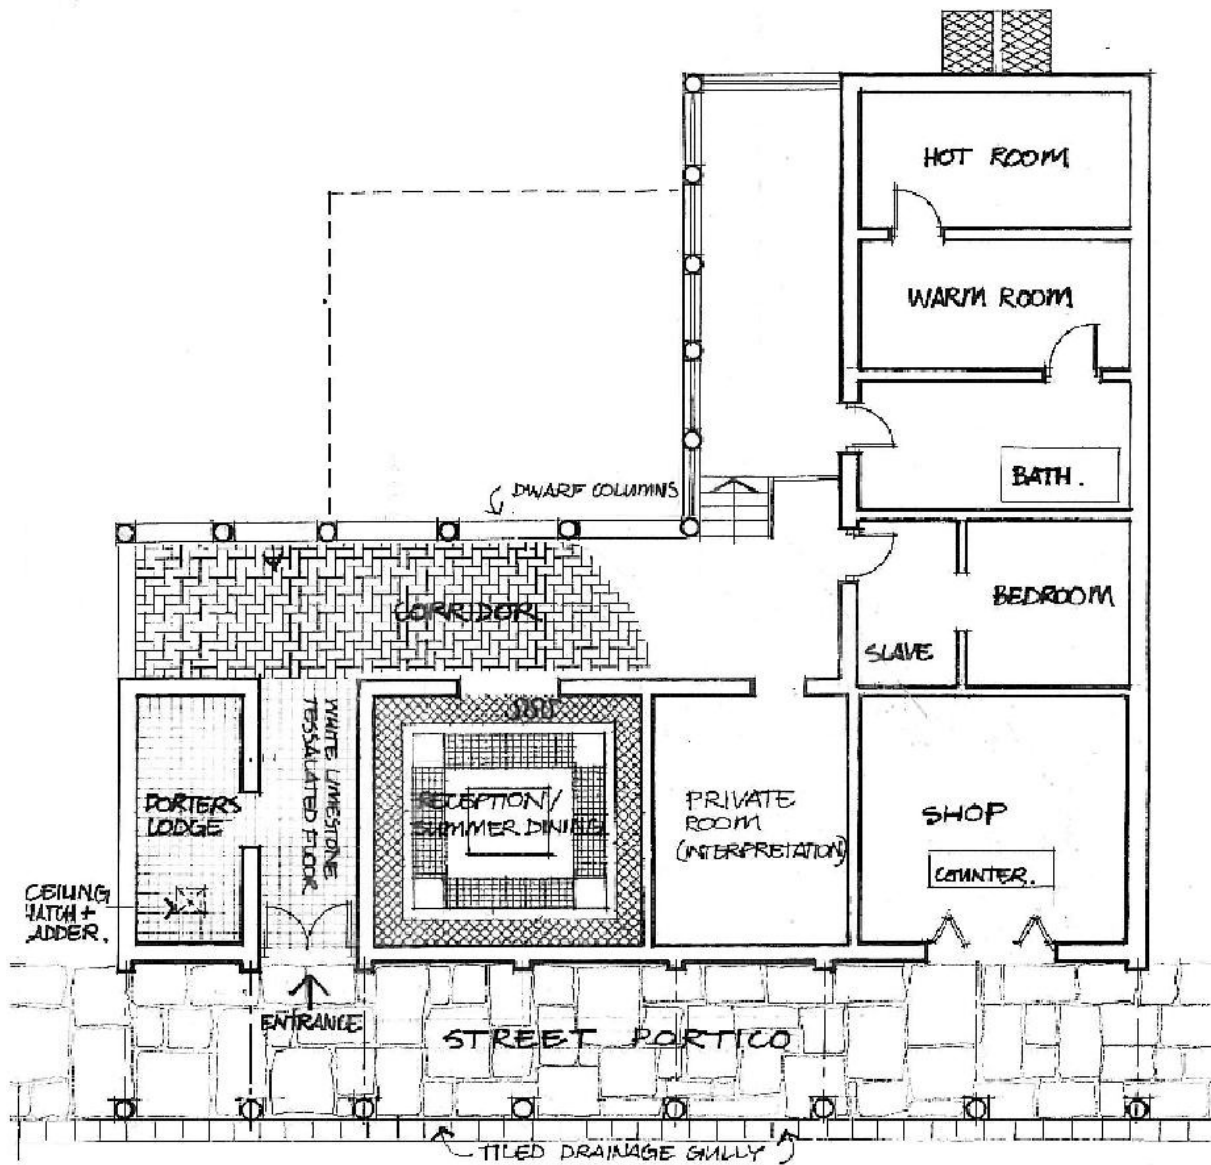 HOT ROOM
WARM ROOM
BATH.
DWARF COLUMNS
CORRIDOR
BEDROOM
SLAVE
WHITE LIMESTONE
TESSALATED FLOOR
PORTERS
LODGE
RECEPTION/
SUMMER DINING
PRIVATE
ROOM
(INTERPRETATION)
SHOP
COUNTER.
CEILING
HATCH +
LADDER.
ENTRANCE
STREET PORTICO
TILED DRAINAGE GULLY